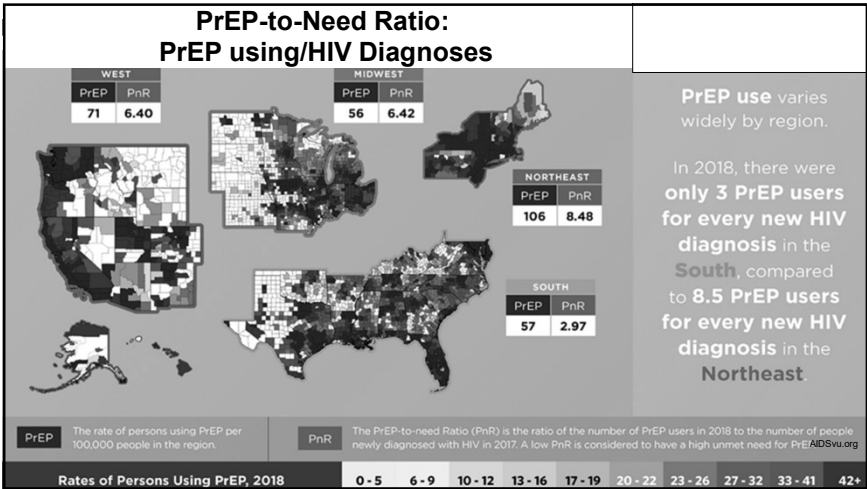 PrEP-to-Need Ratio:
PrEP using/HIV Diagnoses
WEST
PrEP PnR
71 6.40
MIDWEST
PrEP PnR
56 6.42
NORTHEAST
PrEP PnR
106 8.48
SOUTH
PrEP PnR
57 2.97
PrEP use varies
widely by region.
In 2018, there were
only 3 PrEP users
for every new HIV
diagnosis in the
South, compared
to 8.5 PrEP users
for every new HIV
diagnosis in the
Northeast.
PrEP
The rate of persons using PrEP per
100,000 people in the region.
PnR
The PrEP-to-need Ratio (PnR) is the ratio of the number of PrEP users in 2018 to the number of people
newly diagnosed with HIV in 2017. A low PnR is considered to have a high unmet need for
AIDSvu.org
Rates of Persons Using PrEP, 2018 0 - 5 6 - 9 10 - 12 13 - 16 17 - 19 20 - 22 23 - 26 27 - 32 33 - 41 42+